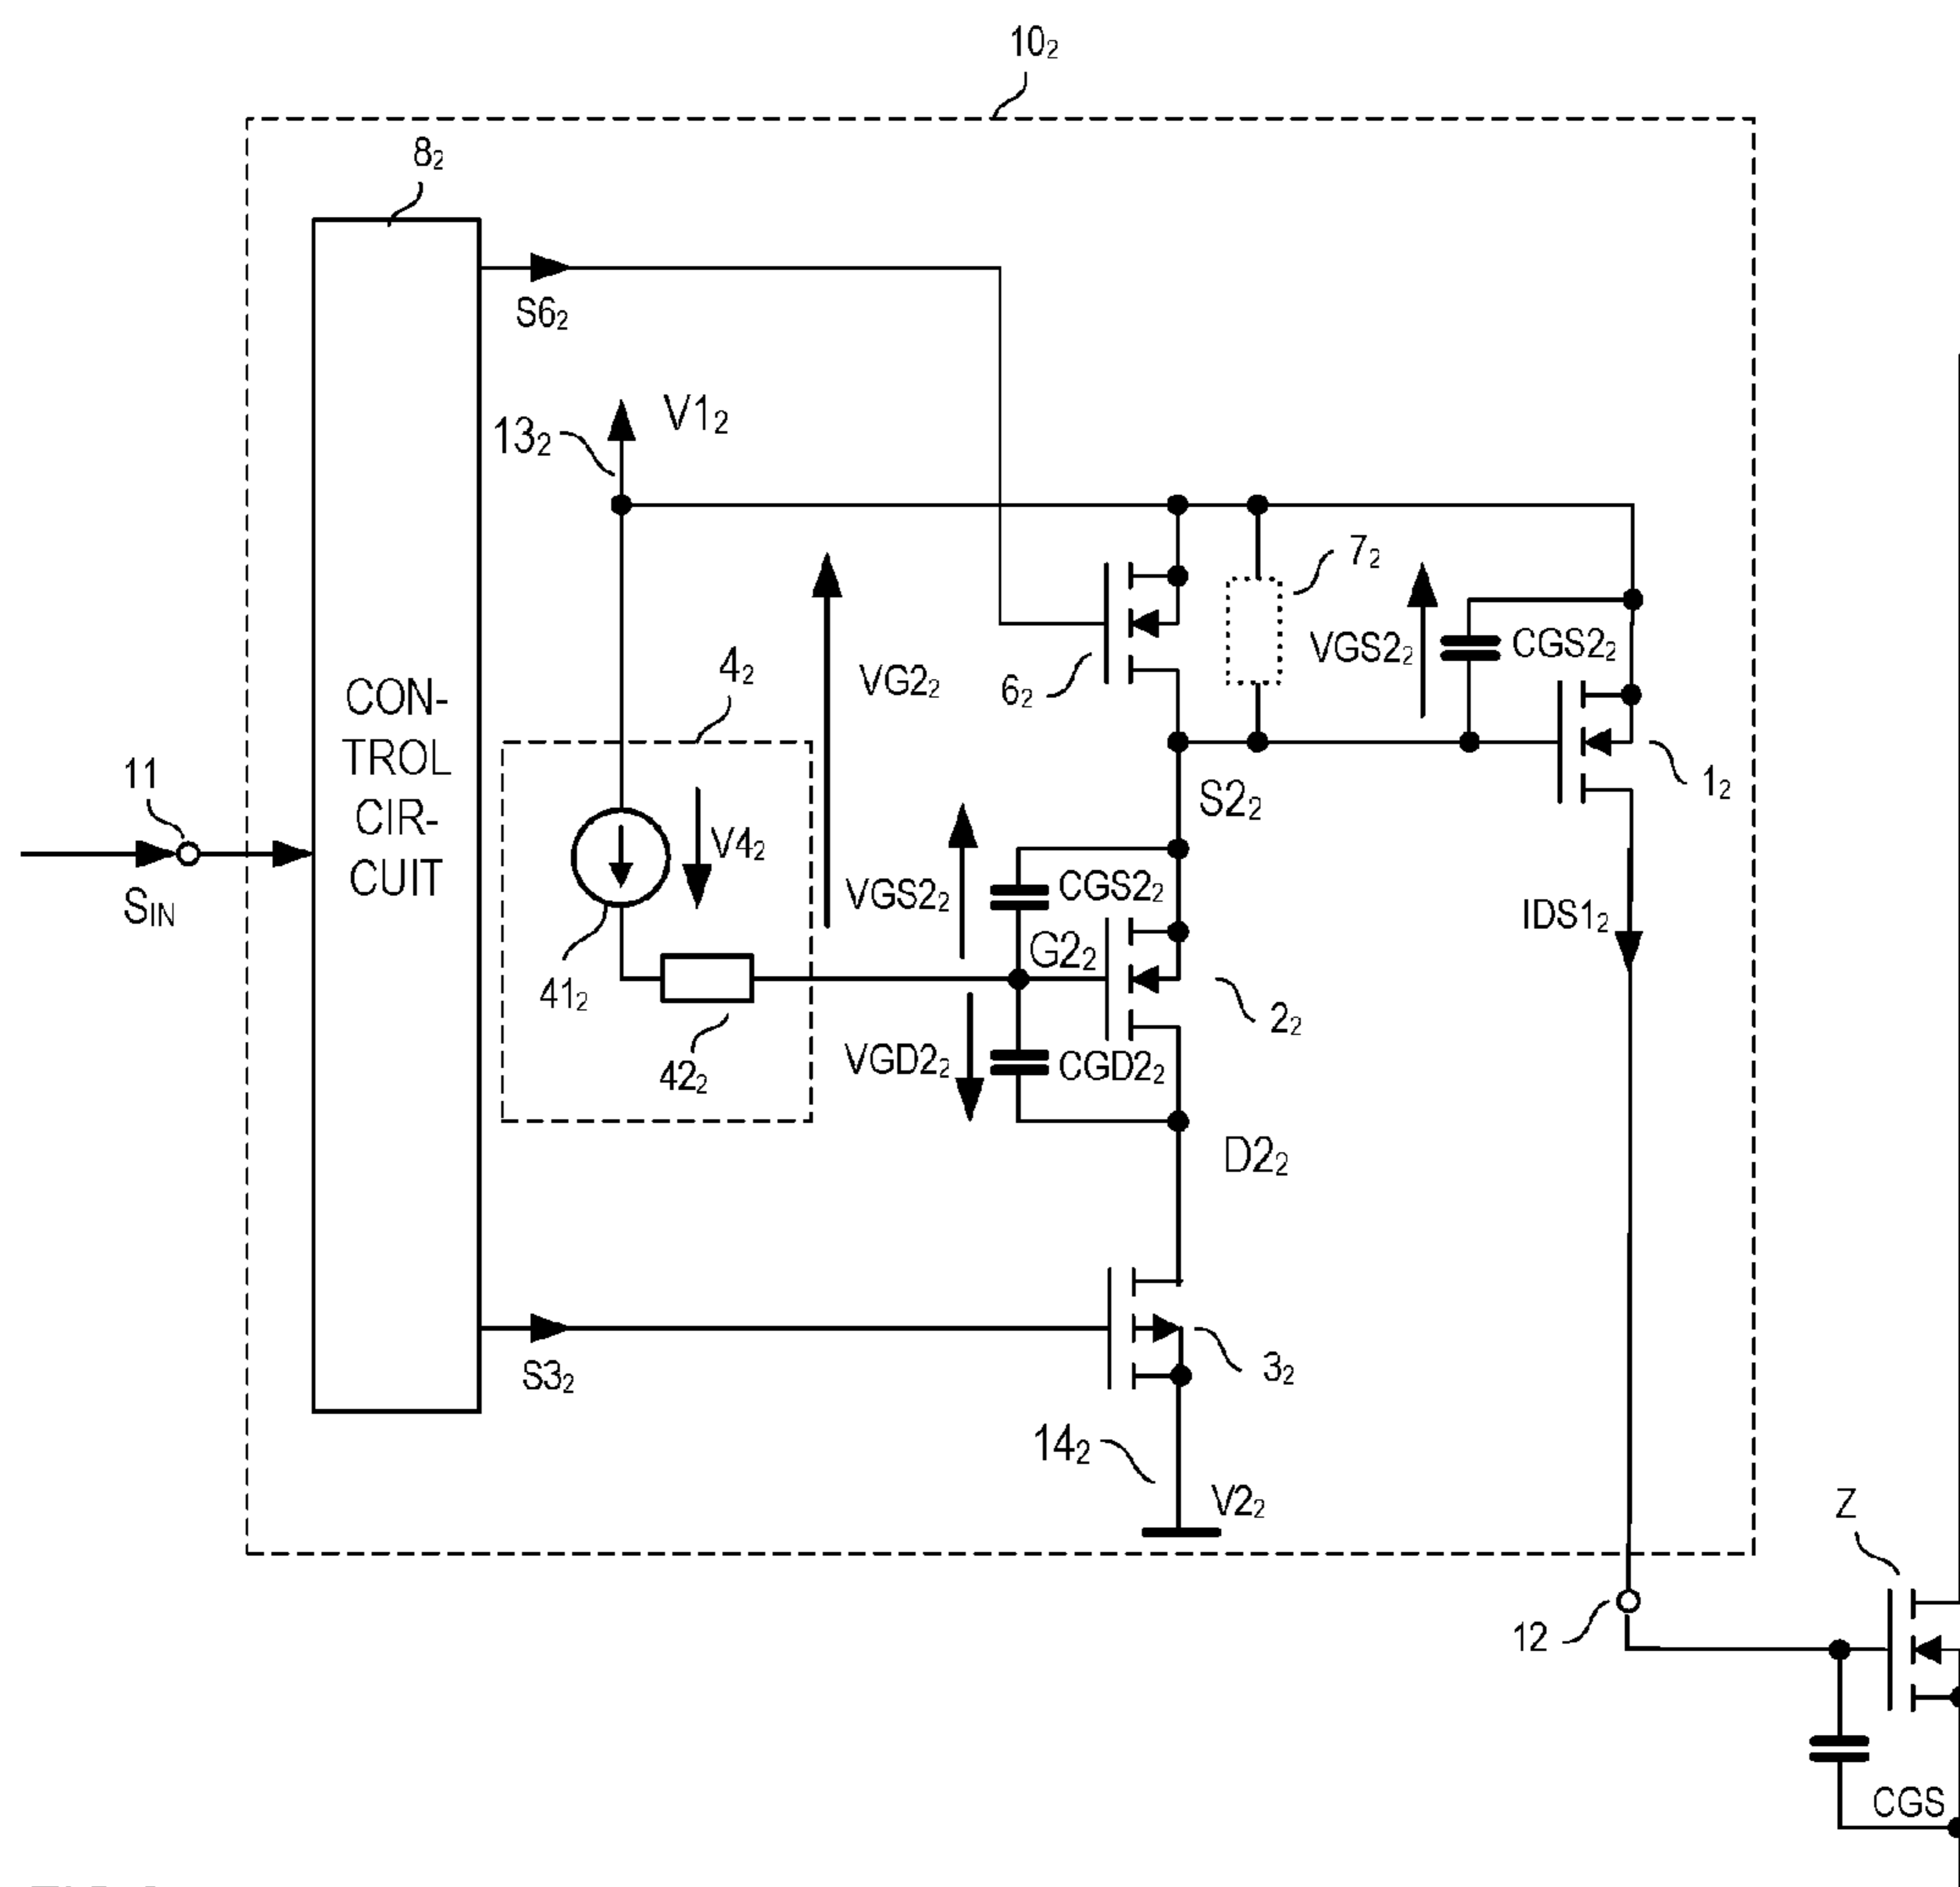 10₂
8₂
S6₂
V1₂
13₂
7₂
VGS2₂
CGS2₂
4₂
VG2₂
6₂
CON-
TROL
CIR-
CUIT
11
S_IN
V4₂
S2₂
1₂
VGS2₂
CGS2₂
IDS1₂
G2₂
41₂
42₂
2₂
VGD2₂
CGD2₂
D2₂
S3₂
3₂
14₂
V2₂
Z
12
CGS